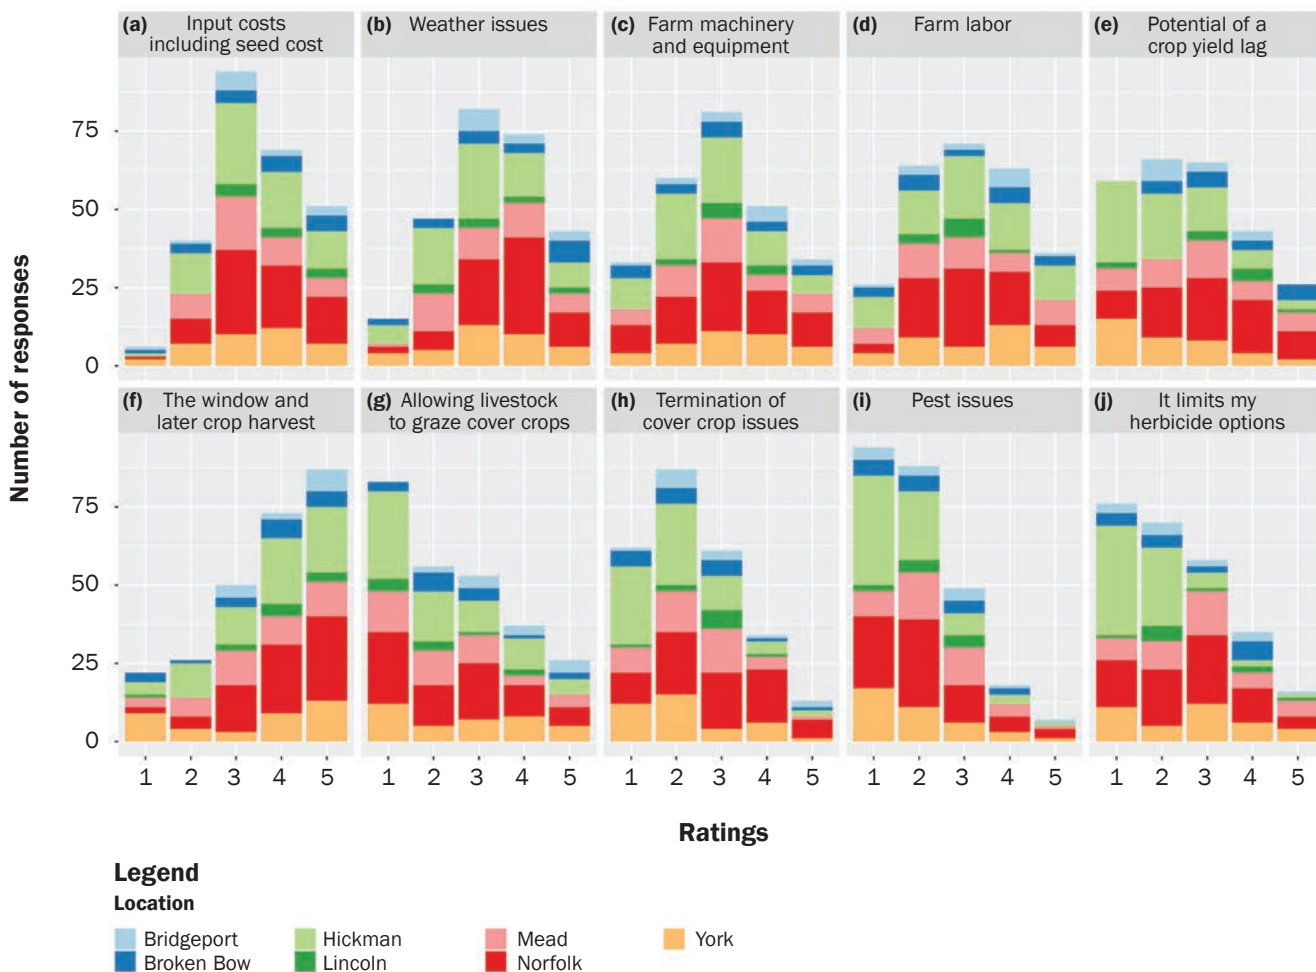 (a) Input costs
including seed cost
(b) Weather issues
(c) Farm machinery
and equipment
(d) Farm labor
(e) Potential of a
crop yield lag
75
50
25
0
Number of responses
(f) The window and
later crop harvest
(g) Allowing livestock
to graze cover crops
(h) Termination of
cover crop issues
(i) Pest issues
(j) It limits my
herbicide options
75
50
25
0
1 2 3 4 5 1 2 3 4 5 1 2 3 4 5 1 2 3 4 5 1 2 3 4 5
Ratings
Legend
Location
Bridgeport Hickman Mead York
Broken Bow Lincoln Norfolk